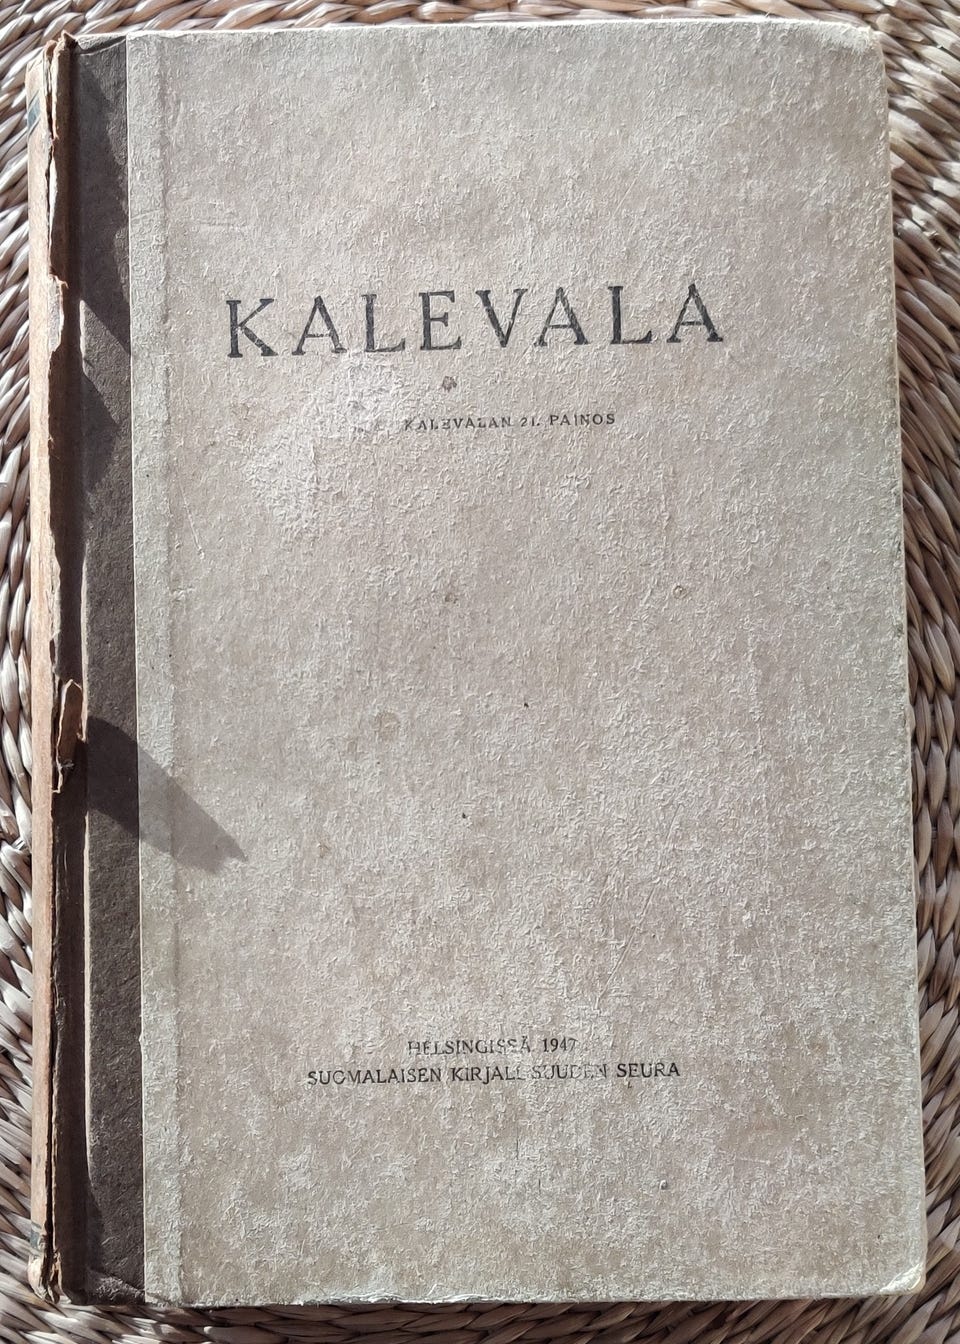 KALEVALA
KALEVALAN 21. PAINOS
HELSINGISSÄ 1947
SUOMALAISEN KIRJALLISUUDEN SEURA